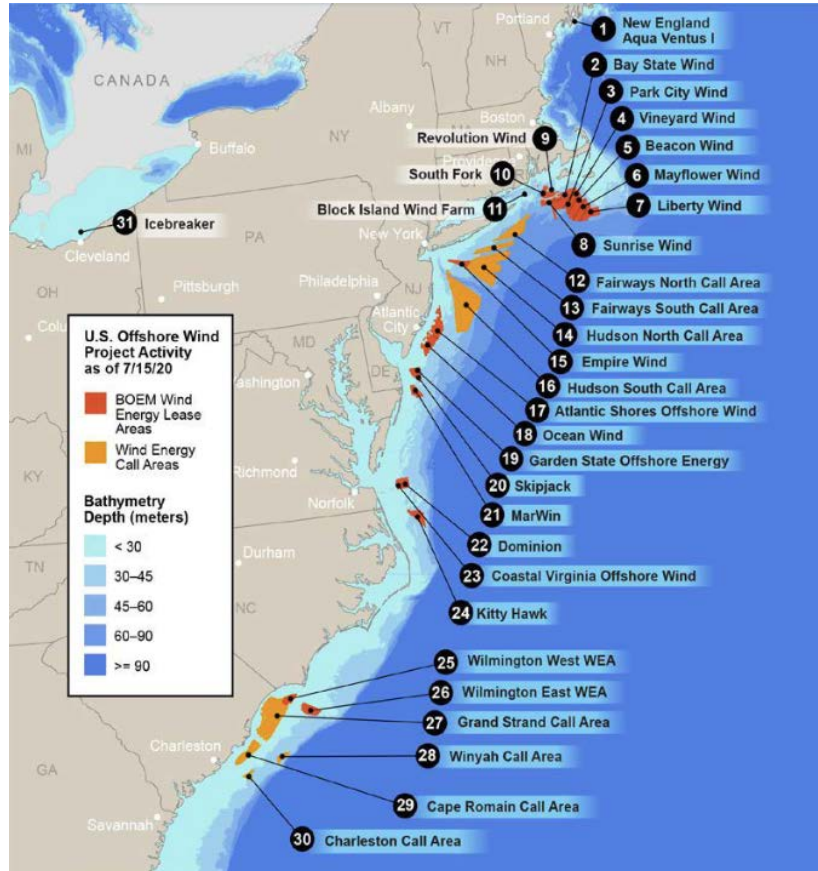 Portland
1
New England
Aqua Ventus I
VT
NH
2
Bay State Wind
CANADA
3
Park City Wind
Albany
4
Vineyard Wind
Boston
MI
NY
Buffalo
Revolution Wind
9
5
Beacon Wind
Providence
South Fork
10
6
Mayflower Wind
Block Island Wind Farm
11
7
Liberty Wind
31
Icebreaker
PA
New York
8
Sunrise Wind
Cleveland
12
Fairways North Call Area
Pittsburgh
Philadelphia
NJ
OH
13
Fairways South Call Area
Atlantic
City
14
Hudson North Call Area
U.S. Offshore Wind
Project Activity
as of 7/15/20
MD
DE
15
Empire Wind
16
Hudson South Call Area
Washington
BOEM Wind
Energy Lease
Areas
17
Atlantic Shores Offshore Wind
18
Ocean Wind
Wind Energy
Call Areas
19
Garden State Offshore Energy
KY
Richmond
20
Skipjack
Norfolk
21
MarWin
Bathymetry
Depth (meters)
22
Dominion
< 30
TN
Durham
23
Coastal Virginia Offshore Wind
30–45
45–60
NC
24
Kitty Hawk
60–90
>= 90
25
Wilmington West WEA
26
Wilmington East WEA
27
Grand Strand Call Area
Charleston
28
Winyah Call Area
GA
29
Cape Romain Call Area
Savannah
30
Charleston Call Area